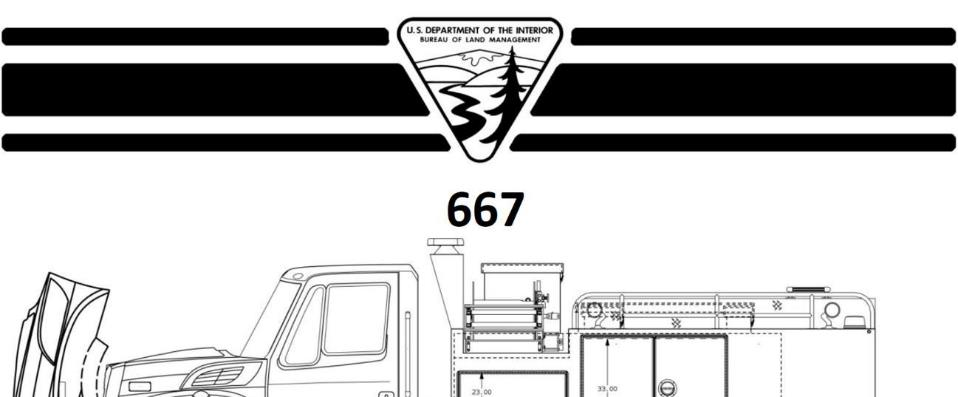 U.S. DEPARTMENT OF THE INTERIOR
BUREAU OF LAND MANAGEMENT
667
23.00
33.00